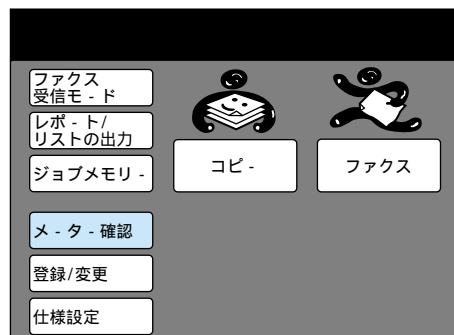 ファクス
受信モ - ド
レポ - ト/
リストの出力
ジョブメモリ -
コピ -
ファクス
メ - タ - 確認
登録/変更
仕様設定